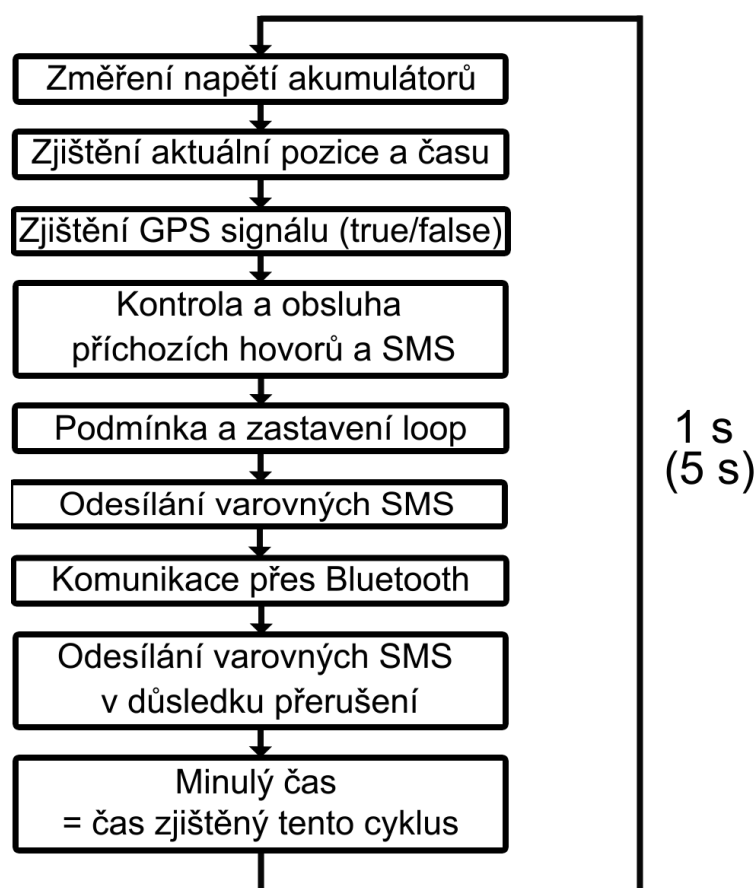 Změření napětí akumulátorů
Zjištění aktuální pozice a času
Zjištění GPS signálu (true/false)
Kontrola a obsluha
příchozích hovorů a SMS
Podmínka a zastavení loop
Odesílání varovných SMS
Komunikace přes Bluetooth
Odesílání varovných SMS
v důsledku přerušení
Minulý čas
= čas zjištěný tento cyklus
1 s
(5 s)